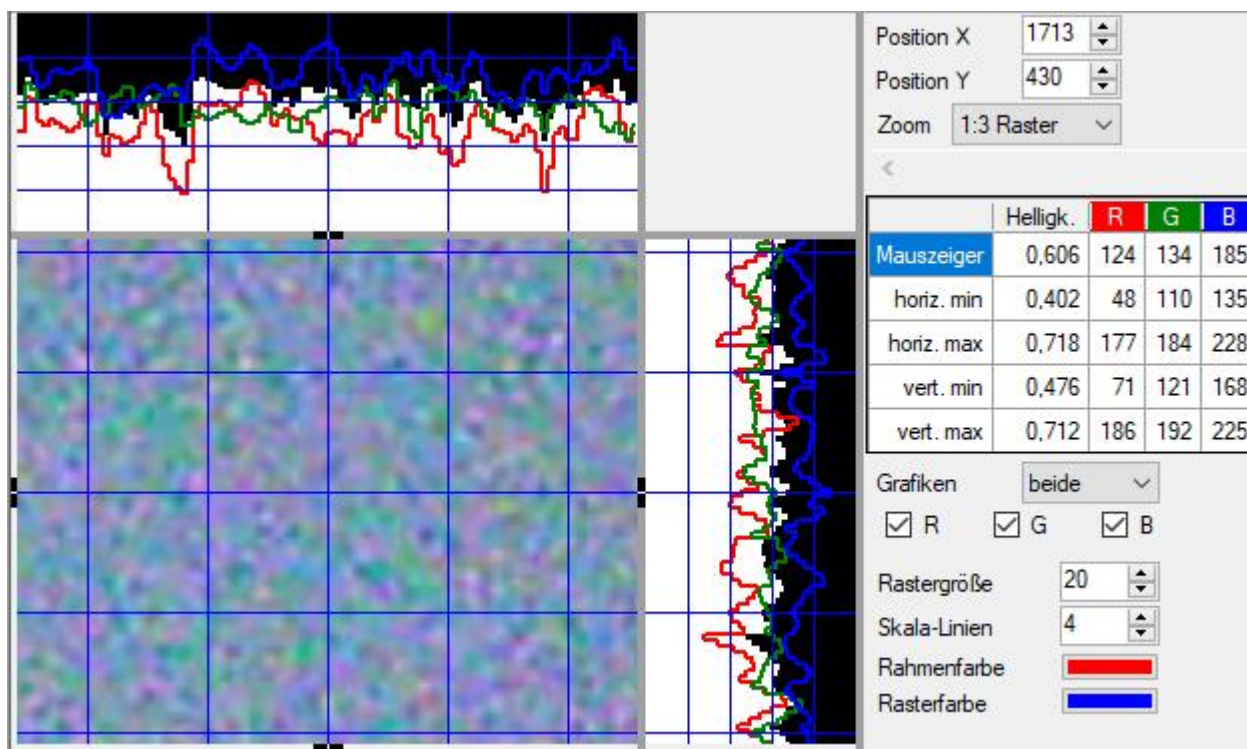 Position X 1713
Position Y 430
Zoom 1:3 Raster
Helligk. R G B
Mauszeiger 0,606 124 134 185
horiz. min 0,402 48 110 135
horiz. max 0,718 177 184 228
vert. min 0,476 71 121 168
vert. max 0,712 186 192 225
Grafiken beide
R G B
Rastergröße 20
Skala-Linien 4
Rahmenfarbe
Rasterfarbe